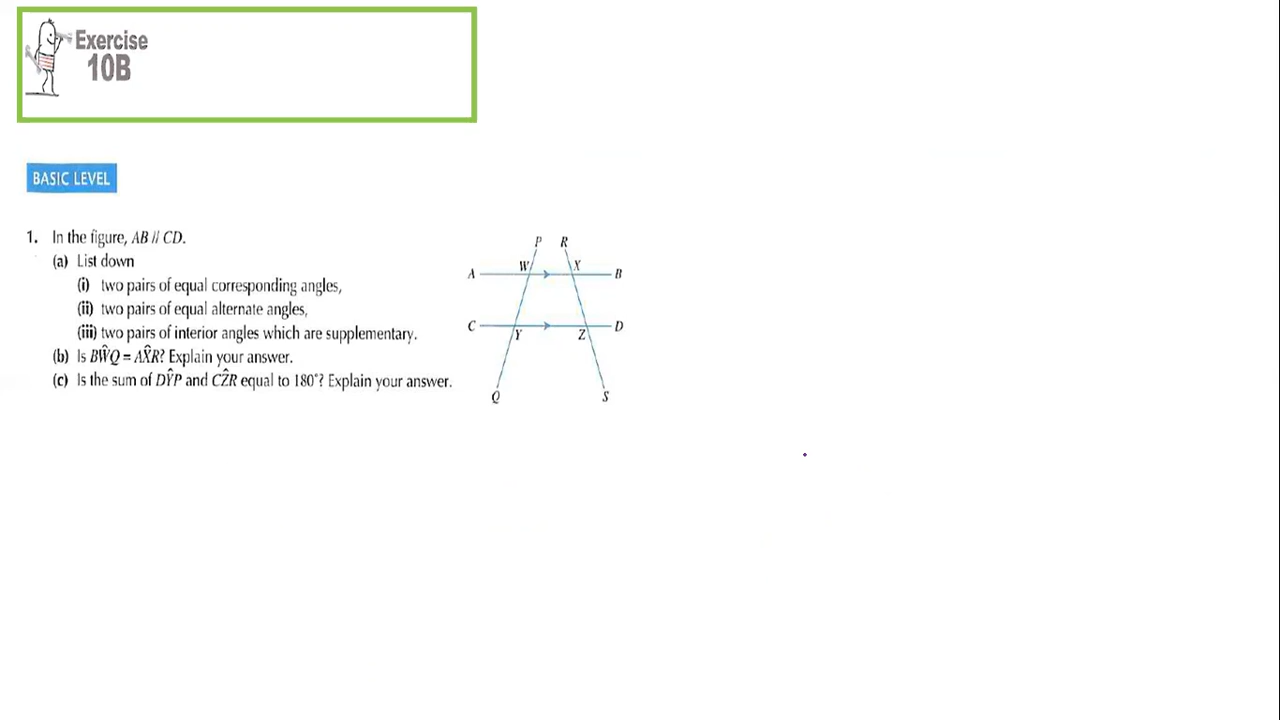 Exercise
10B
BASIC LEVEL
1. In the figure, AB // CD.
(a) List down
(i) two pairs of equal corresponding angles,
(ii) two pairs of equal alternate angles,
(iii) two pairs of interior angles which are supplementary.
(b) Is BŴQ = AX̂R? Explain your answer.
(c) Is the sum of DŶP and CẐR equal to 180°? Explain your answer.
P R
A W X B
C Y Z D
Q S